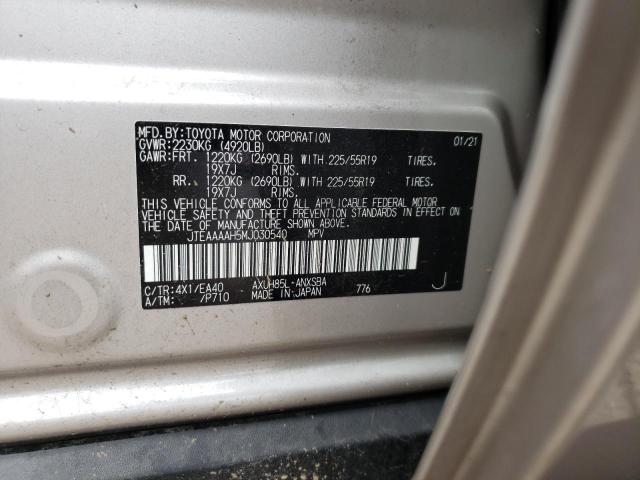 MFD.BY:TOYOTA MOTOR CORPORATION 01/21
GVWR:2230KG (4920LB)
GAWR:FRT. 1220KG (2690LB) WITH 225/55R19 TIRES.
19X7J RIMS.
RR. 1220KG (2690LB) WITH 225/55R19 TIRES.
19X7J RIMS.
THIS VEHICLE CONFORMS TO ALL APPLICABLE FEDERAL MOTOR
VEHICLE SAFETY AND THEFT PREVENTION STANDARDS IN EFFECT
ON THE DATE OF MANUFACTURE SHOWN ABOVE.
JTEAAAAH5MJ030540 MPV
C/TR:4X1/EA40 AXUH85L-ANXSBA
A/TM: /P710 MADE IN JAPAN 776 J